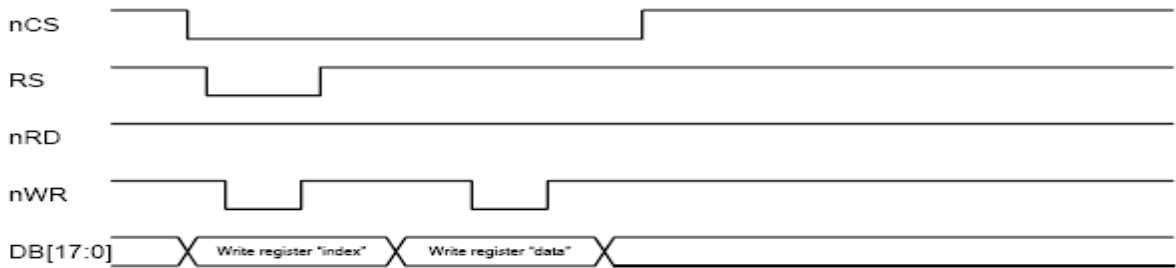 nCS
RS
nRD
nWR
DB[17:0] Write register "index" Write register "data"